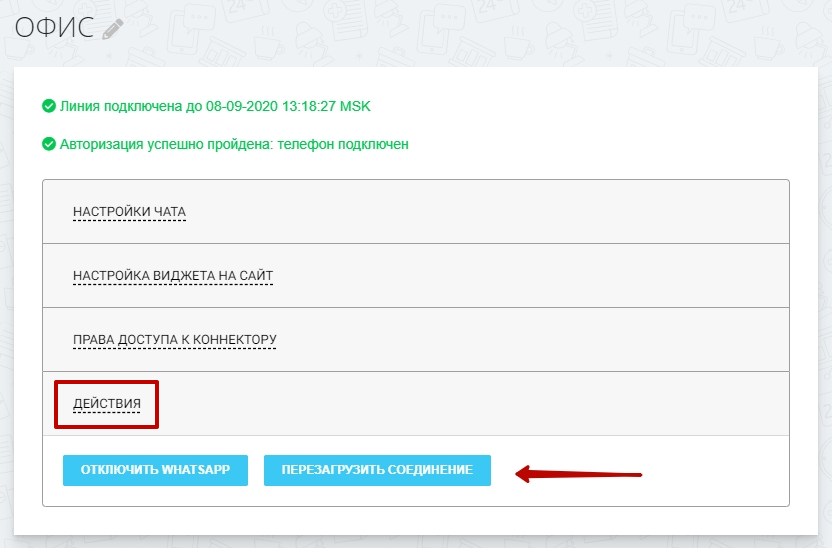 ОФИС
Линия подключена до 08-09-2020 13:18:27 MSK
Авторизация успешно пройдена: телефон подключен
НАСТРОЙКИ ЧАТА
НАСТРОЙКА ВИДЖЕТА НА САЙТ
ПРАВА ДОСТУПА К КОННЕКТОРУ
ДЕЙСТВИЯ
ОТКЛЮЧИТЬ WHATSAPP
ПЕРЕЗАГРУЗИТЬ СОЕДИНЕНИЕ